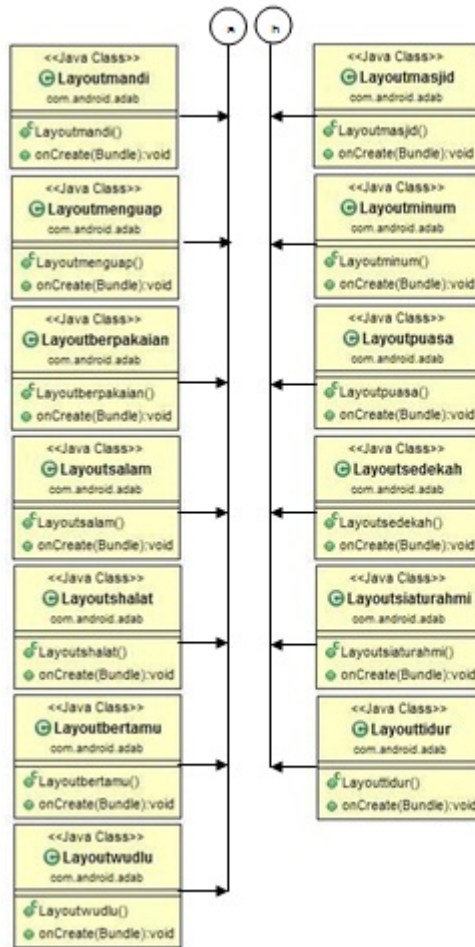 <<Java Class>>
Layoutmandi
com.android.adab
Layoutmandi()
onCreate(Bundle):void
<<Java Class>>
Layoutmenguap
com.android.adab
Layoutmenguap()
onCreate(Bundle):void
<<Java Class>>
Layoutberpakaian
com.android.adab
Layoutberpakaian()
onCreate(Bundle):void
<<Java Class>>
Layoutsalam
com.android.adab
Layoutsalam()
onCreate(Bundle):void
<<Java Class>>
Layoutshalat
com.android.adab
Layoutshalat()
onCreate(Bundle):void
<<Java Class>>
Layoutbertamu
com.android.adab
Layoutbertamu()
onCreate(Bundle):void
<<Java Class>>
Layoutwudlu
com.android.adab
Layoutwudlu()
onCreate(Bundle):void
<<Java Class>>
Layoutmasjid
com.android.adab
Layoutmasjid()
onCreate(Bundle):void
<<Java Class>>
Layoutminum
com.android.adab
Layoutminum()
onCreate(Bundle):void
<<Java Class>>
Layoutpuasa
com.android.adab
Layoutpuasa()
onCreate(Bundle):void
<<Java Class>>
Layoutsedekah
com.android.adab
Layoutsedekah()
onCreate(Bundle):void
<<Java Class>>
Layoutsiaturahmi
com.android.adab
Layoutsiaturahmi()
onCreate(Bundle):void
<<Java Class>>
Layouttidur
com.android.adab
Layouttidur()
onCreate(Bundle):void